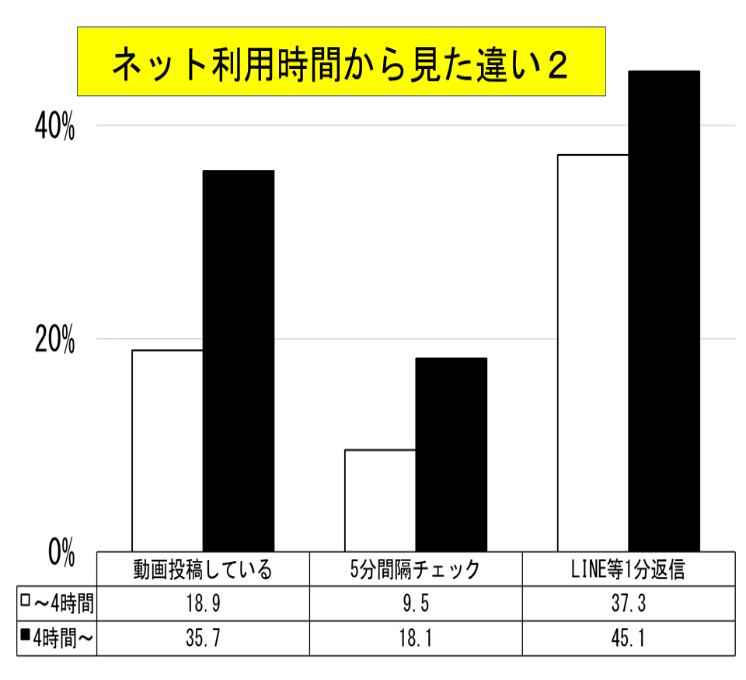 ネット利用時間から見た違い２
40%
20%
0%
動画投稿している 5分間隔チェック LINE等1分返信
□～4時間 18.9 9.5 37.3
■4時間～ 35.7 18.1 45.1